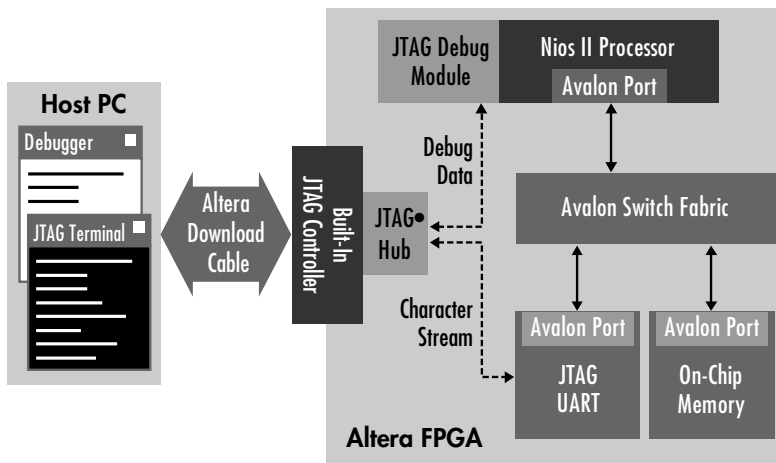 Host PC
Debugger
JTAG Terminal
Altera
Download
Cable
Built-In
JTAG Controller
JTAG
Hub
JTAG Debug
Module
Nios II Processor
Avalon Port
Debug
Data
Avalon Switch Fabric
Character
Stream
Avalon Port
JTAG
UART
Avalon Port
On-Chip
Memory
Altera FPGA